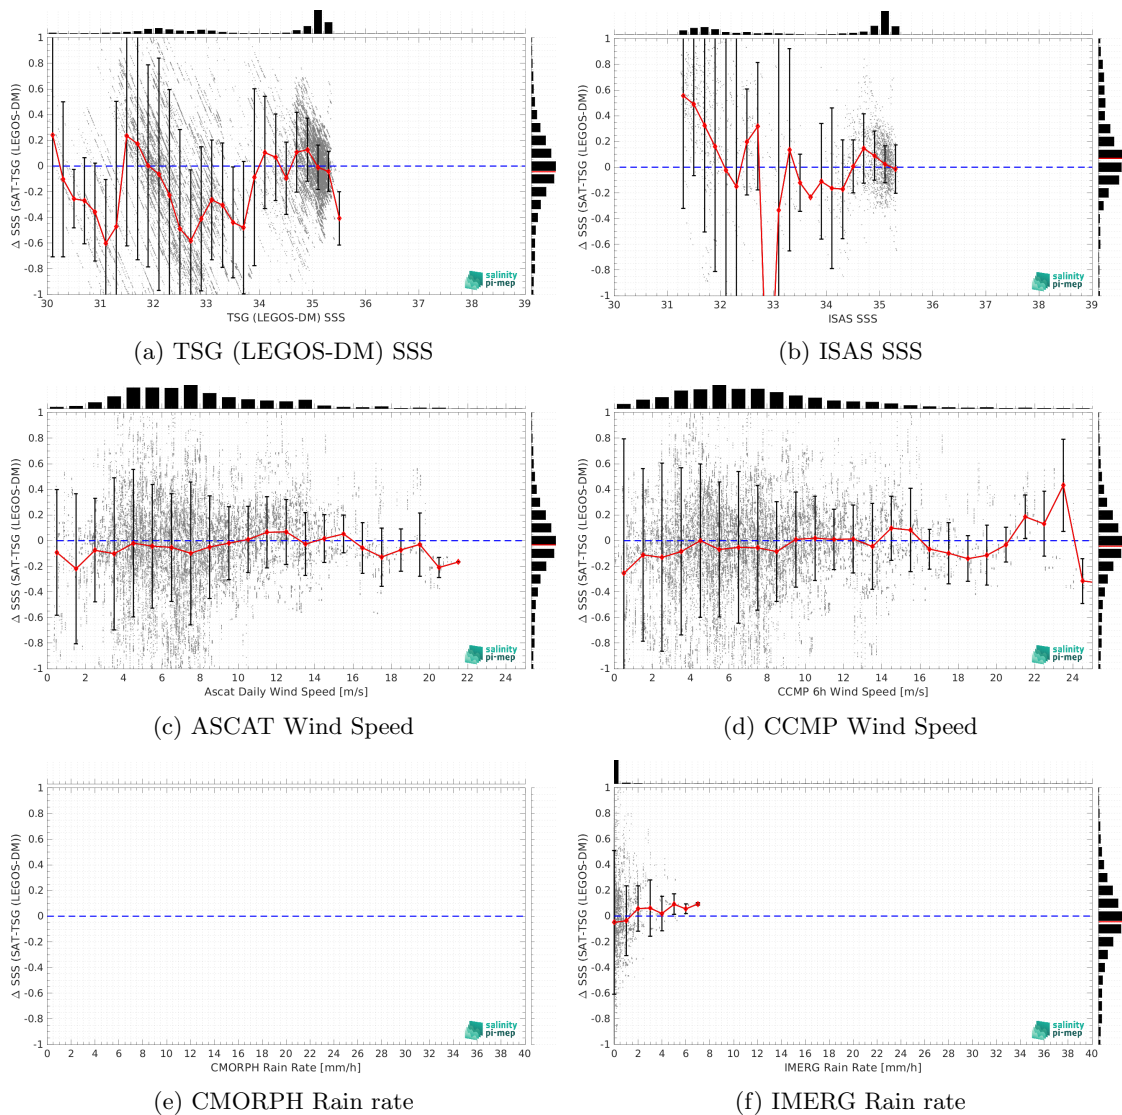 1
0.8
0.6
0.4
0.2
0
-0.2
-0.4
-0.6
-0.8
-1
Δ SSS (SAT-TSG (LEGOS-DM))
30 31 32 33 34 35 36 37 38 39
TSG (LEGOS-DM) SSS
salinity
pi-mep
(a) TSG (LEGOS-DM) SSS
1
0.8
0.6
0.4
0.2
0
-0.2
-0.4
-0.6
-0.8
-1
Δ SSS (SAT-TSG (LEGOS-DM))
30 31 32 33 34 35 36 37 38 39
ISAS SSS
salinity
pi-mep
(b) ISAS SSS
1
0.8
0.6
0.4
0.2
0
-0.2
-0.4
-0.6
-0.8
-1
Δ SSS (SAT-TSG (LEGOS-DM))
0 2 4 6 8 10 12 14 16 18 20 22 24
Ascat Daily Wind Speed [m/s]
salinity
pi-mep
(c) ASCAT Wind Speed
1
0.8
0.6
0.4
0.2
0
-0.2
-0.4
-0.6
-0.8
-1
Δ SSS (SAT-TSG (LEGOS-DM))
0 2 4 6 8 10 12 14 16 18 20 22 24
CCMP 6h Wind Speed [m/s]
salinity
pi-mep
(d) CCMP Wind Speed
1
0.8
0.6
0.4
0.2
0
-0.2
-0.4
-0.6
-0.8
-1
Δ SSS (SAT-TSG (LEGOS-DM))
0 2 4 6 8 10 12 14 16 18 20 22 24 26 28 30 32 34 36 38 40
CMORPH Rain Rate [mm/h]
salinity
pi-mep
(e) CMORPH Rain rate
1
0.8
0.6
0.4
0.2
0
-0.2
-0.4
-0.6
-0.8
-1
Δ SSS (SAT-TSG (LEGOS-DM))
0 2 4 6 8 10 12 14 16 18 20 22 24 26 28 30 32 34 36 38 40
IMERG Rain Rate [mm/h]
salinity
pi-mep
(f) IMERG Rain rate